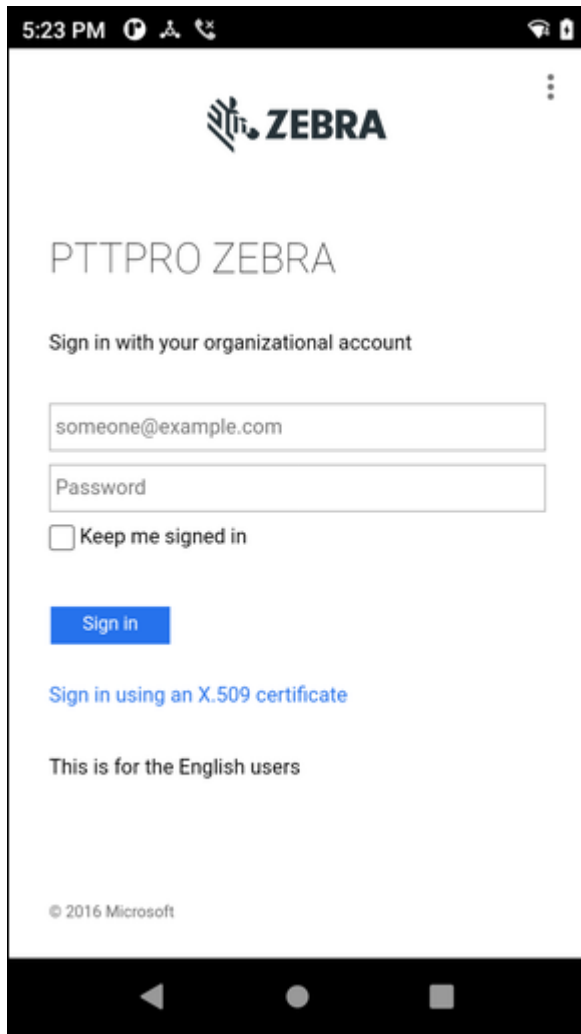 5:23 PM
ZEBRA
PTTPRO ZEBRA
Sign in with your organizational account
someone@example.com
Password
Keep me signed in
Sign in
Sign in using an X.509 certificate
This is for the English users
© 2016 Microsoft